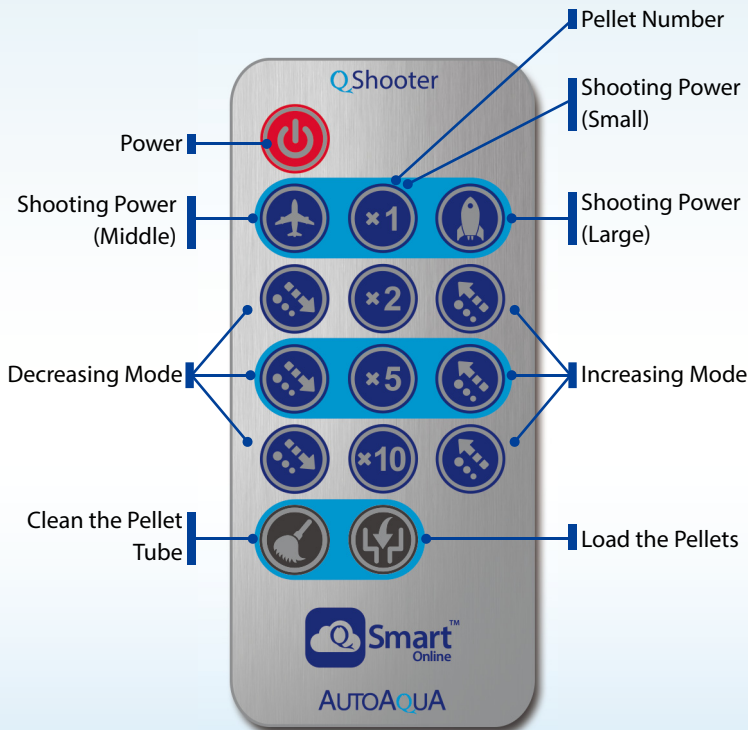 Pellet Number
QShooter
Shooting Power
(Small)
Power
Shooting Power
(Middle)
×1
Shooting Power
(Large)
×2
Decreasing Mode
×5
Increasing Mode
×10
Clean the Pellet
Tube
Load the Pellets
Q Smart™
Online
AUTOAQUA